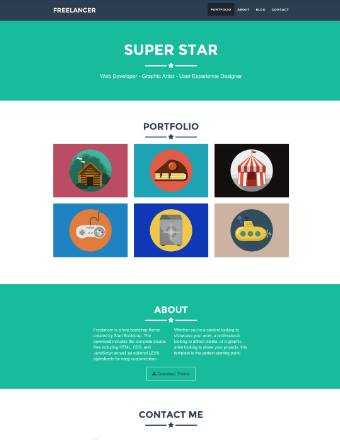 FREELANCER
PORTFOLIO ABOUT BLOG CONTACT
SUPER STAR
Web Developer - Graphic Artist - User Experience Designer
PORTFOLIO
ABOUT
Freelancer is a free bootstrap theme
created by Start Bootstrap. The
download includes the complete source
files including HTML, CSS, and
JavaScript as well as optional LESS
stylesheets for easy customization.
Whether you're a student looking to
showcase your work, a professional
looking to attract clients, or a graphic
artist looking to share your projects, this
template is the perfect starting point!
Download Theme
CONTACT ME